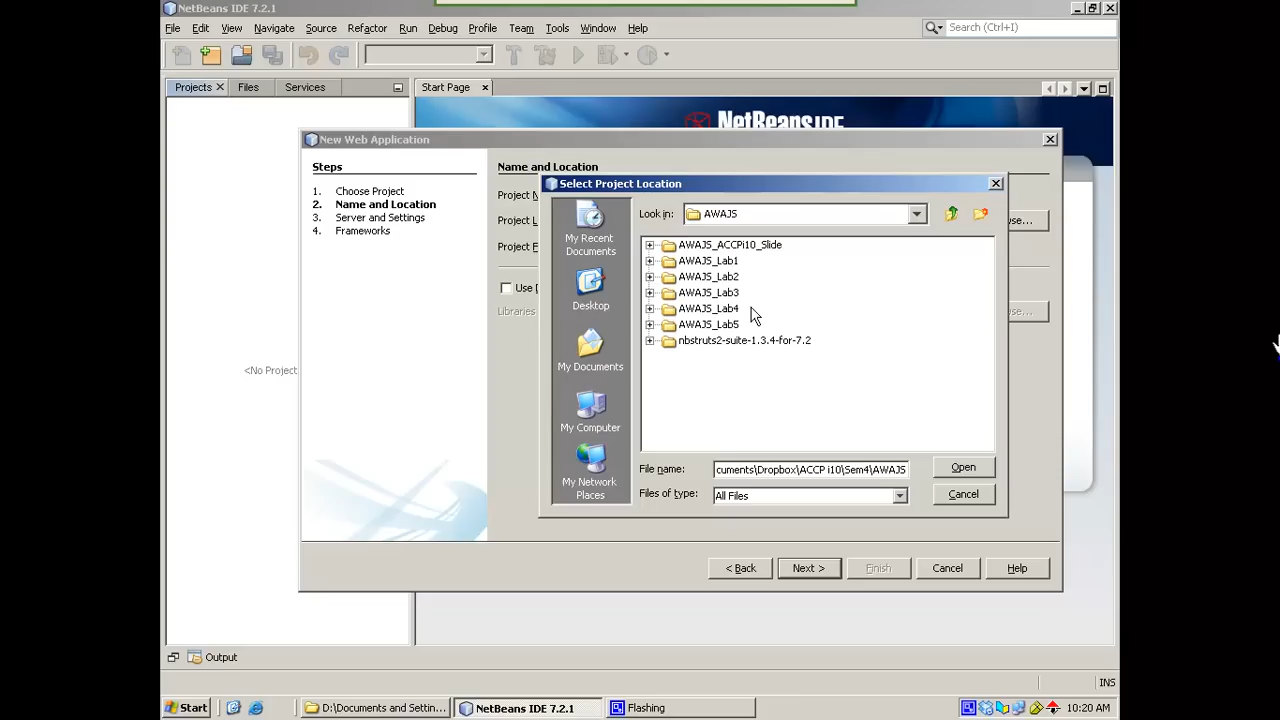 NetBeans IDE 7.2.1
File Edit View Navigate Source Refactor Run Debug Profile Team Tools Window Help
Search (Ctrl+I)
Projects Files Services Start Page
NetBeans IDE
New Web Application
Steps
1. Choose Project
2. Name and Location
3. Server and Settings
4. Frameworks
Name and Location
Project N
Project L
Project F
Use
Libraries
<No Project
Select Project Location
Look in: AWAJS
My Recent
Documents
Desktop
My Documents
My Computer
My Network
Places
AWAJS_ACCPi10_Slide
AWAJS_Lab1
AWAJS_Lab2
AWAJS_Lab3
AWAJS_Lab4
AWAJS_Lab5
nbstruts2-suite-1.3.4-for-7.2
File name: cuments\Dropbox\ACCP i10\Sem4\AWAJS Open
Files of type: All Files Cancel
< Back Next > Finish Cancel Help
Output
INS
Start D:\Documents and Settin... NetBeans IDE 7.2.1 Flashing 10:20 AM